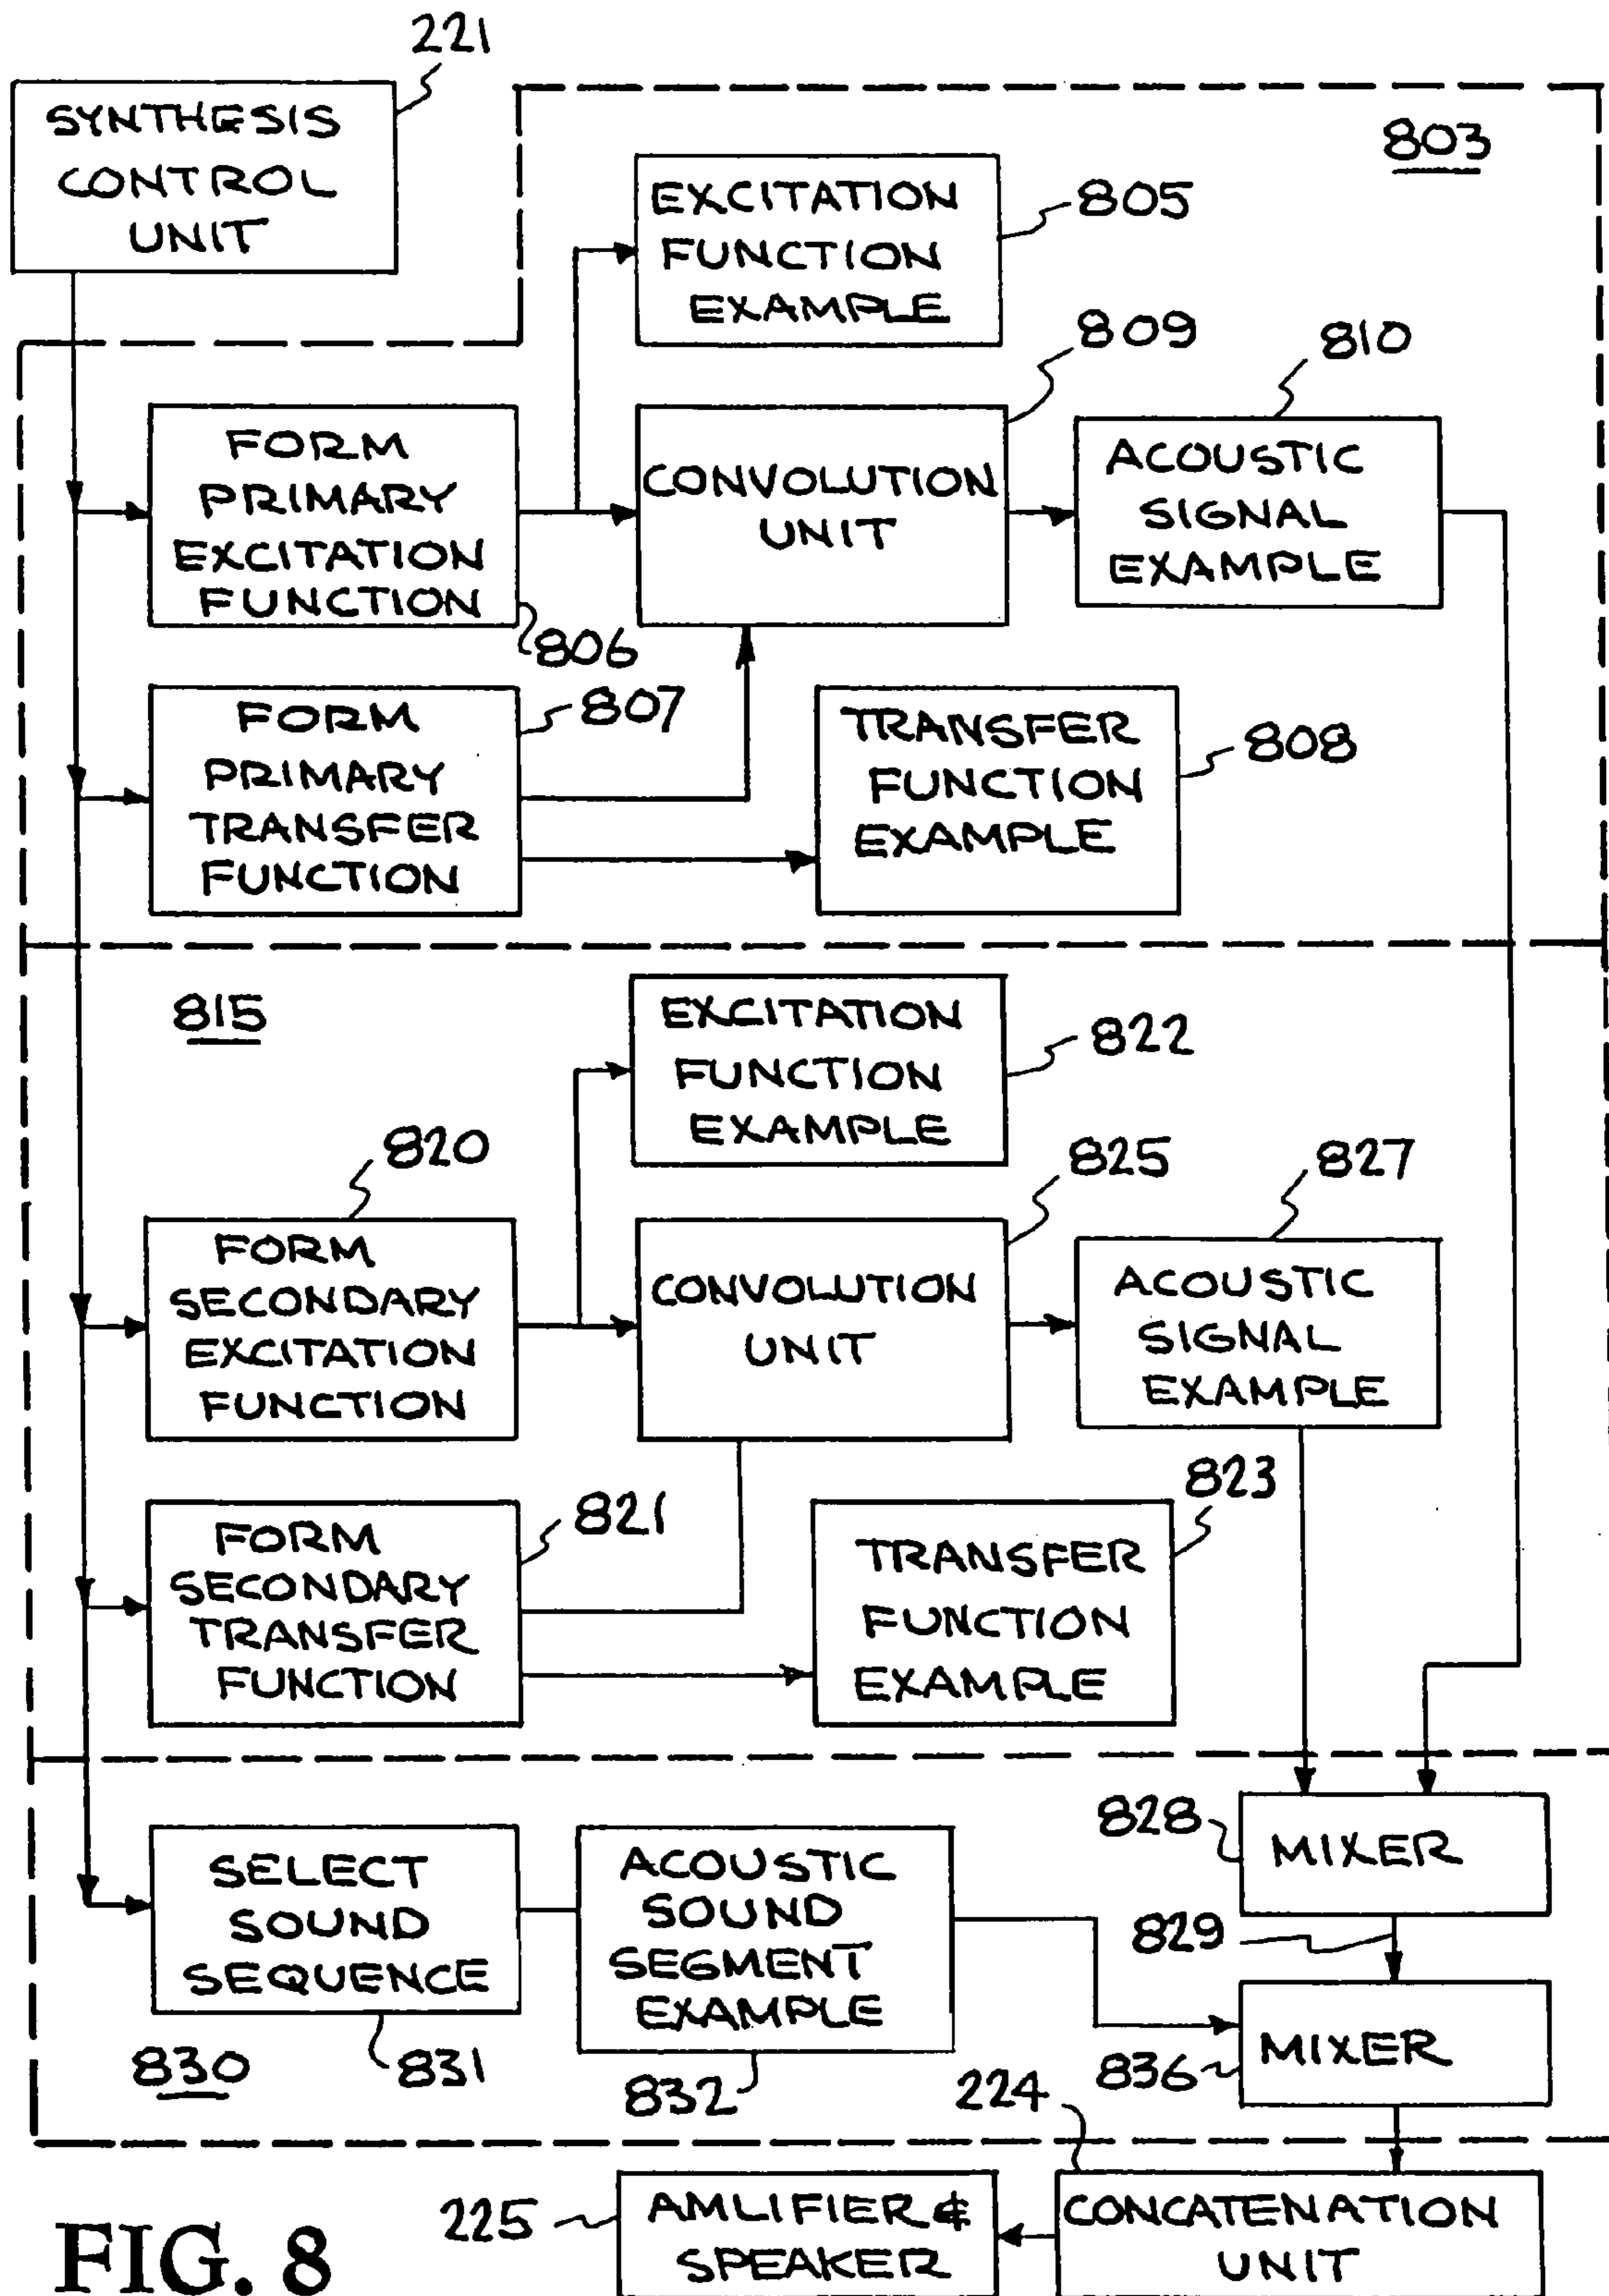 221
SYNTHESIS
CONTROL
UNIT
803
EXCITATION
FUNCTION
EXAMPLE
805
809
810
FORM
PRIMARY
EXCITATION
FUNCTION
806
CONVOLUTION
UNIT
ACOUSTIC
SIGNAL
EXAMPLE
FORM
PRIMARY
TRANSFER
FUNCTION
807
TRANSFER
FUNCTION
EXAMPLE
808
815
EXCITATION
FUNCTION
EXAMPLE
822
820
825
827
FORM
SECONDARY
EXCITATION
FUNCTION
CONVOLUTION
UNIT
ACOUSTIC
SIGNAL
EXAMPLE
FORM
SECONDARY
TRANSFER
FUNCTION
821
TRANSFER
FUNCTION
EXAMPLE
823
SELECT
SOUND
SEQUENCE
831
830
ACOUSTIC
SOUND
SEGMENT
EXAMPLE
832
828
MIXER
829
MIXER
836
224
225
AMLIFIER &
SPEAKER
CONCATENATION
UNIT
FIG. 8